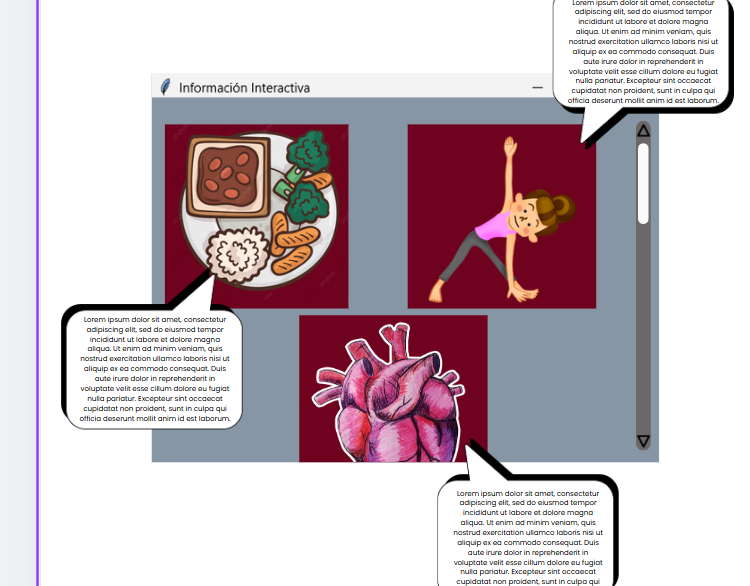 Lorem ipsum dolor sit amet, consectetur
adipiscing elit, sed do eiusmod tempor
incididunt ut labore et dolore magna
aliqua. Ut enim ad minim veniam, quis
nostrud exercitation ullamco laboris nisi ut
aliquip ex ea commodo consequat. Duis
aute irure dolor in reprehenderit in
voluptate velit esse cillum dolore eu fugiat
nulla pariatur. Excepteur sint occaecat
cupidatat non proident, sunt in culpa qui
officia deserunt mollit anim id est laborum.
Información Interactiva
Lorem ipsum dolor sit amet, consectetur
adipiscing elit, sed do eiusmod tempor
incididunt ut labore et dolore magna
aliqua. Ut enim ad minim veniam, quis
nostrud exercitation ullamco laboris nisi ut
aliquip ex ea commodo consequat. Duis
aute irure dolor in reprehenderit in
voluptate velit esse cillum dolore eu fugiat
nulla pariatur. Excepteur sint occaecat
cupidatat non proident, sunt in culpa qui
officia deserunt mollit anim id est laborum.
Lorem ipsum dolor sit amet, consectetur
adipiscing elit, sed do eiusmod tempor
incididunt ut labore et dolore magna
aliqua. Ut enim ad minim veniam, quis
nostrud exercitation ullamco laboris nisi ut
aliquip ex ea commodo consequat. Duis
aute irure dolor in reprehenderit in
voluptate velit esse cillum dolore eu fugiat
nulla pariatur. Excepteur sint occaecat
cupidatat non proident, sunt in culpa qui